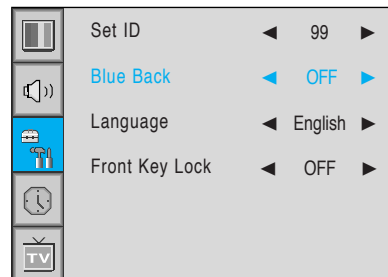 Set ID ◄ 99 ►
Blue Back ◄ OFF ►
Language ◄ English ►
Front Key Lock ◄ OFF ►
TV